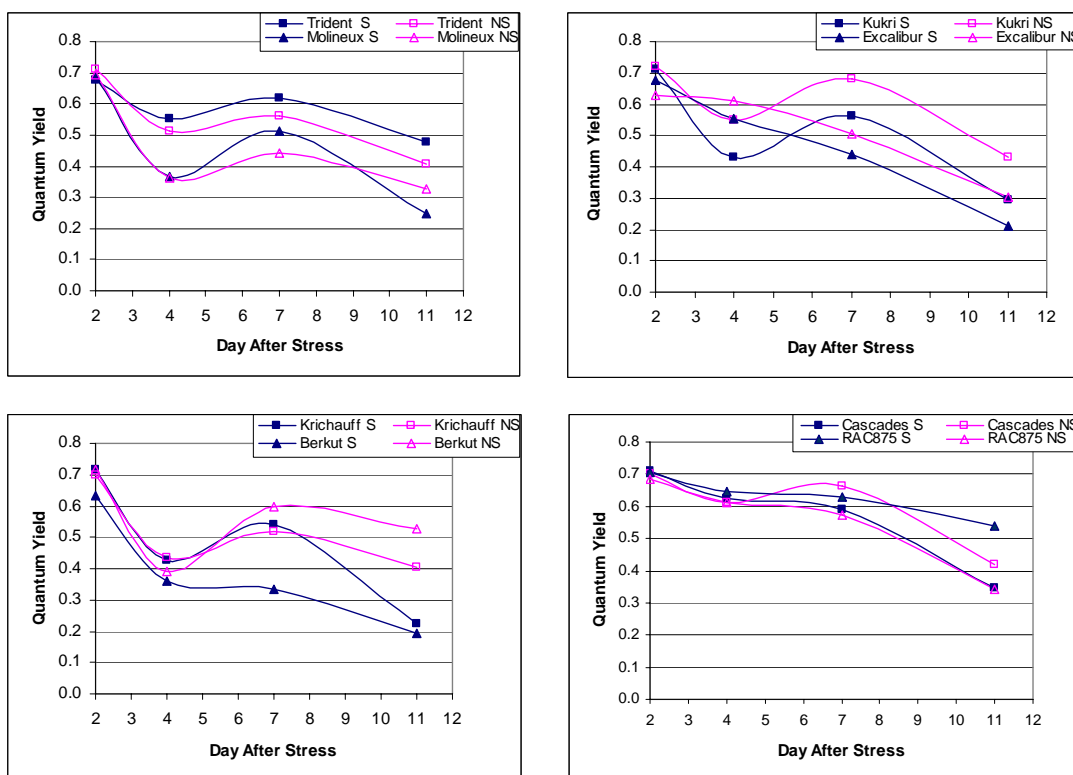 Trident S Trident NS
Molineux S Molineux NS
0.8
0.7
0.6
0.5
0.4
0.3
0.2
0.1
0.0
Quantum Yield
2 3 4 5 6 7 8 9 10 11 12
Day After Stress
Kukri S Kukri NS
Excalibur S Excalibur NS
0.8
0.7
0.6
0.5
0.4
0.3
0.2
0.1
0.0
Quantum Yield
2 3 4 5 6 7 8 9 10 11 12
Day After Stress
Krichauff S Krichauff NS
Berkut S Berkut NS
0.8
0.7
0.6
0.5
0.4
0.3
0.2
0.1
0.0
Quantum Yield
2 3 4 5 6 7 8 9 10 11 12
Day After Stress
Cascades S Cascades NS
RAC875 S RAC875 NS
0.8
0.7
0.6
0.5
0.4
0.3
0.2
0.1
0.0
Quantum Yield
2 3 4 5 6 7 8 9 10 11 12
Day After Stress